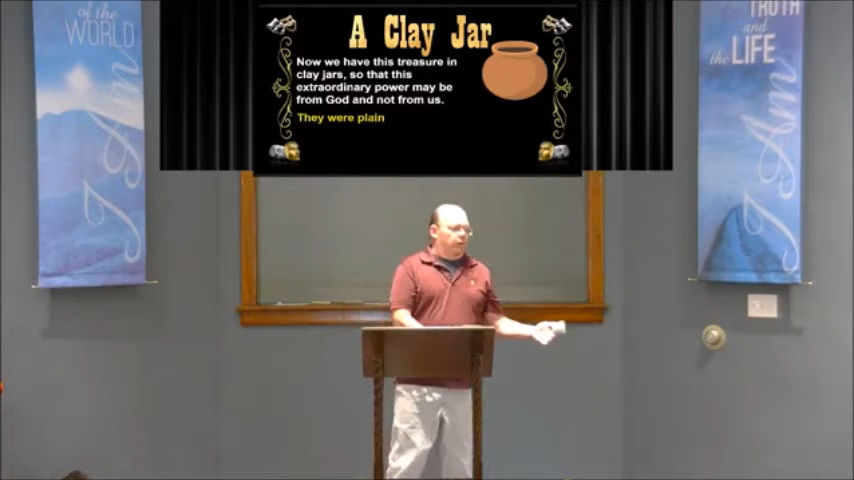 of the
WORLD
I Am
A Clay Jar
Now we have this treasure in
clay jars, so that this
extraordinary power may be
from God and not from us.
They were plain
TRUTH
and
the LIFE
I Am